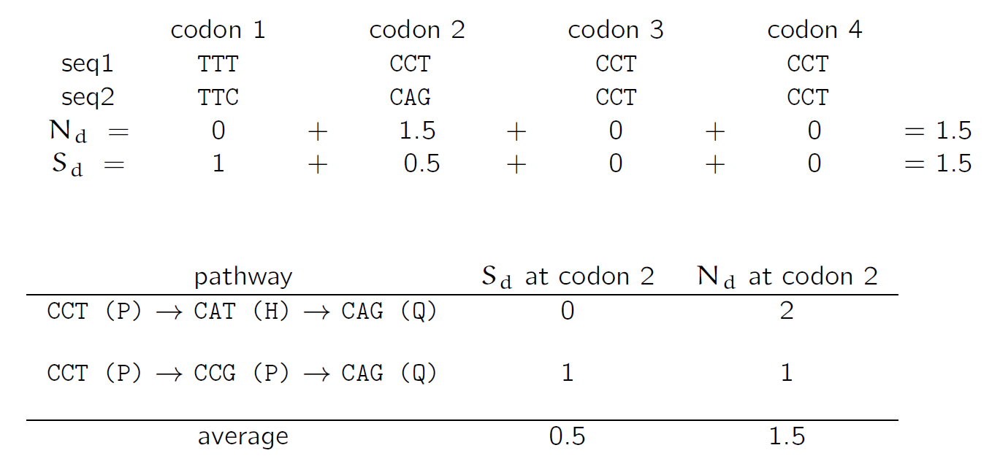 codon 1 codon 2 codon 3 codon 4
seq1 TTT CCT CCT CCT
seq2 TTC CAG CCT CCT
N_d = 0 + 1.5 + 0 + 0 = 1.5
S_d = 1 + 0.5 + 0 + 0 = 1.5
pathway S_d at codon 2 N_d at codon 2
CCT (P) → CAT (H) → CAG (Q) 0 2
CCT (P) → CCG (P) → CAG (Q) 1 1
average 0.5 1.5